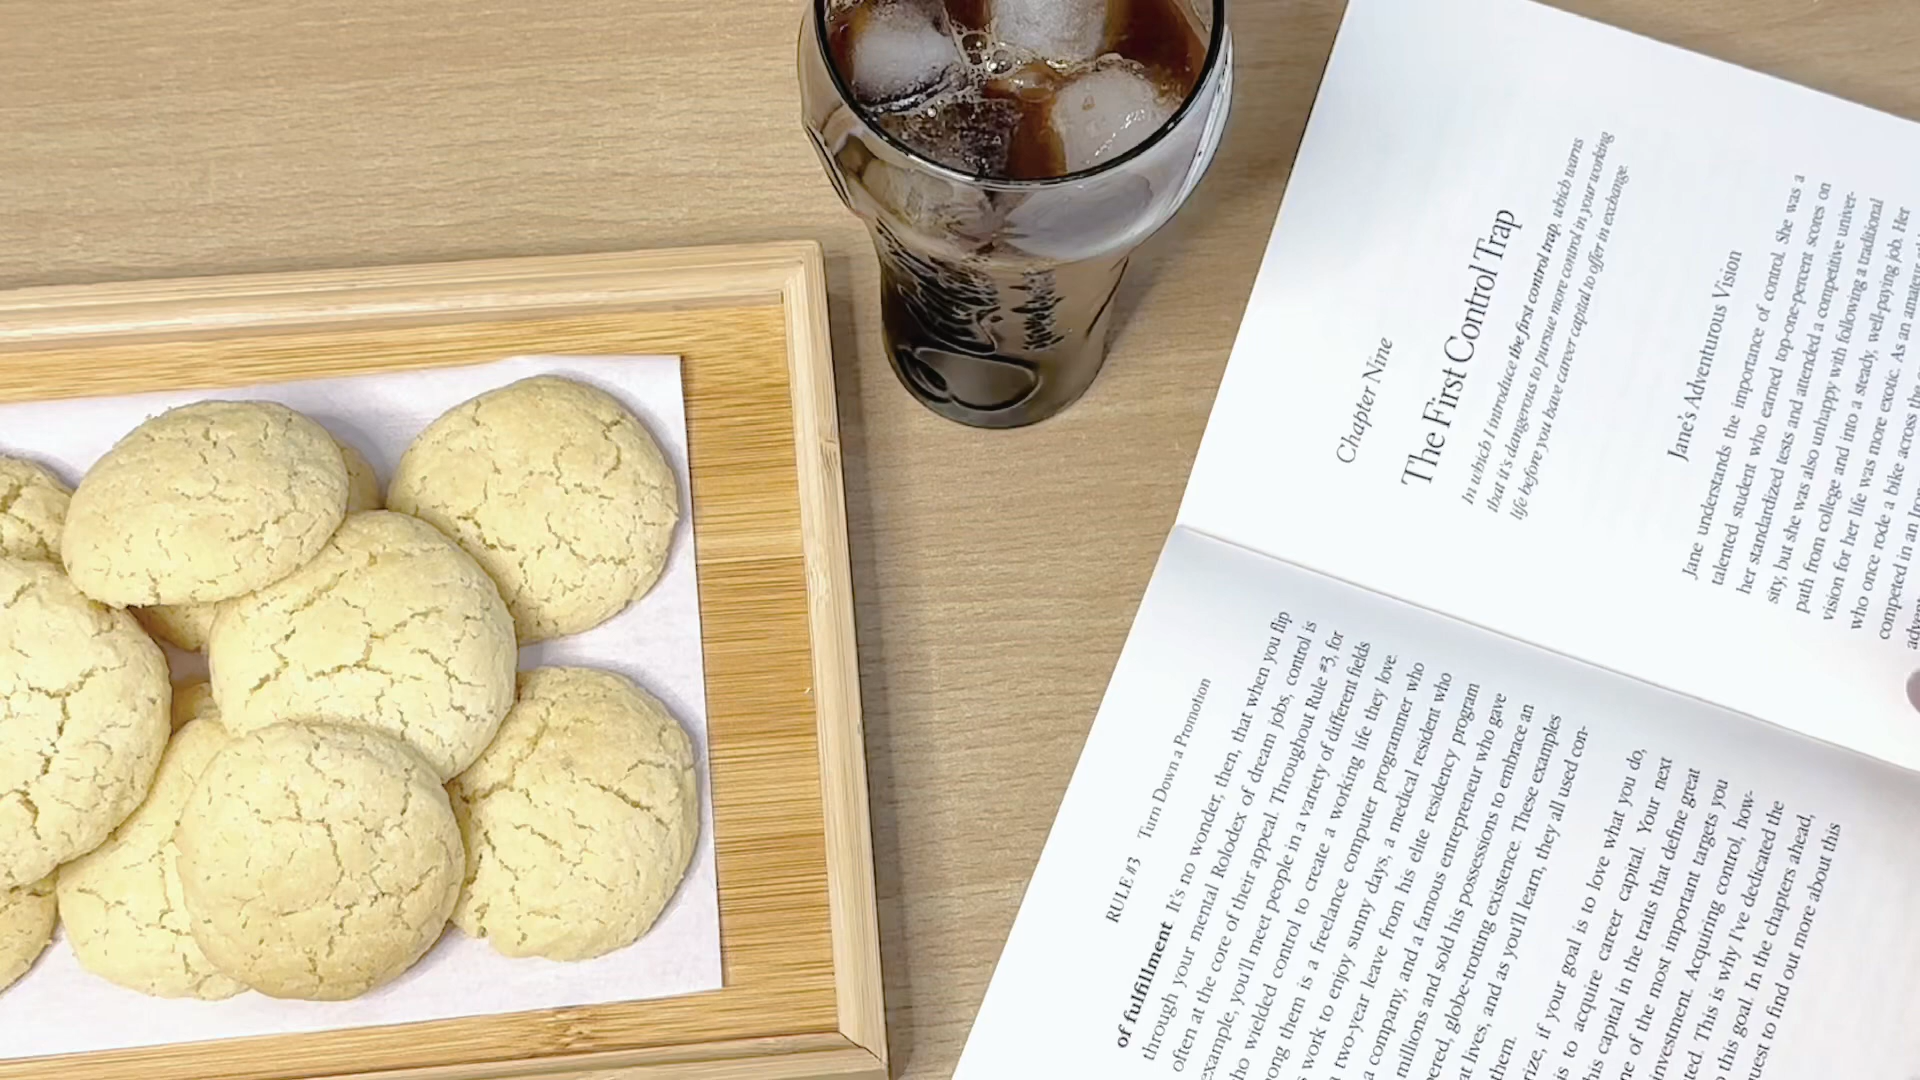 RULE #3 Turn Down a Promotion
of fulfillment. It's no wonder, then, that when you flip
through your mental Rolodex of dream jobs, control is
often at the core of their appeal. Throughout Rule #3, for
example, you'll meet people in a variety of different fields
who wielded control to create a working life they love.
them is a freelance computer programmer who
work to enjoy sunny days, a medical resident who
two-year leave from his elite residency program
a company, and a famous entrepreneur who gave
millions and sold his possessions to embrace an
globe-trotting existence. These examples
lives, and as you'll learn, they all used con-
them.
if your goal is to love what you do,
is to acquire career capital. Your next
this capital in the traits that define great
of the most important targets you
investment. Acquiring control, how-
This is why I've dedicated the
this goal. In the chapters ahead,
to find out more about this
Chapter Nine
The First Control Trap
In which I introduce the first control trap, which warns
that it's dangerous to pursue more control in your working
life before you have career capital to offer in exchange.
Jane's Adventurous Vision
Jane understands the importance of control. She was a
talented student who earned top-one-percent scores on
her standardized tests and attended a competitive univer-
sity, but she was also unhappy with following a traditional
path from college and into a steady, well-paying job. Her
vision for her life was more exotic. As an amateur
who once rode a bike across the
competed in an